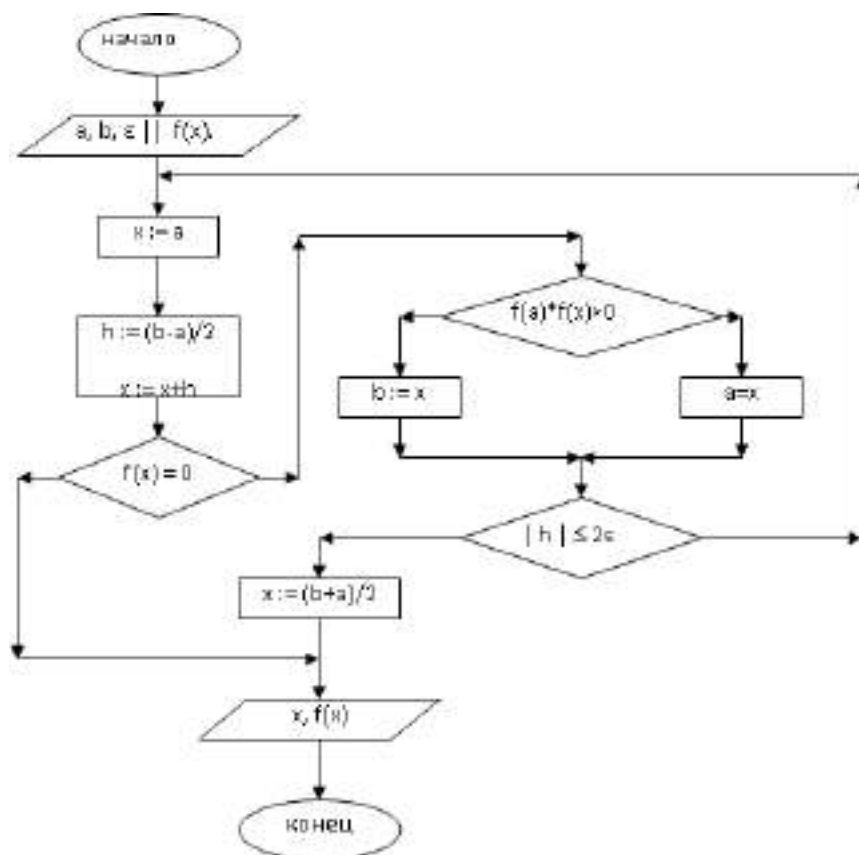 начало
a, b, ε || f(x).
x := a
h := (b-a)/2
x := x+h
f(x) = 0
f(a)*f(x)>0
b := x
a=x
| h | ≤ 2ε
x := (b+a)/2
x, f(x)
конец